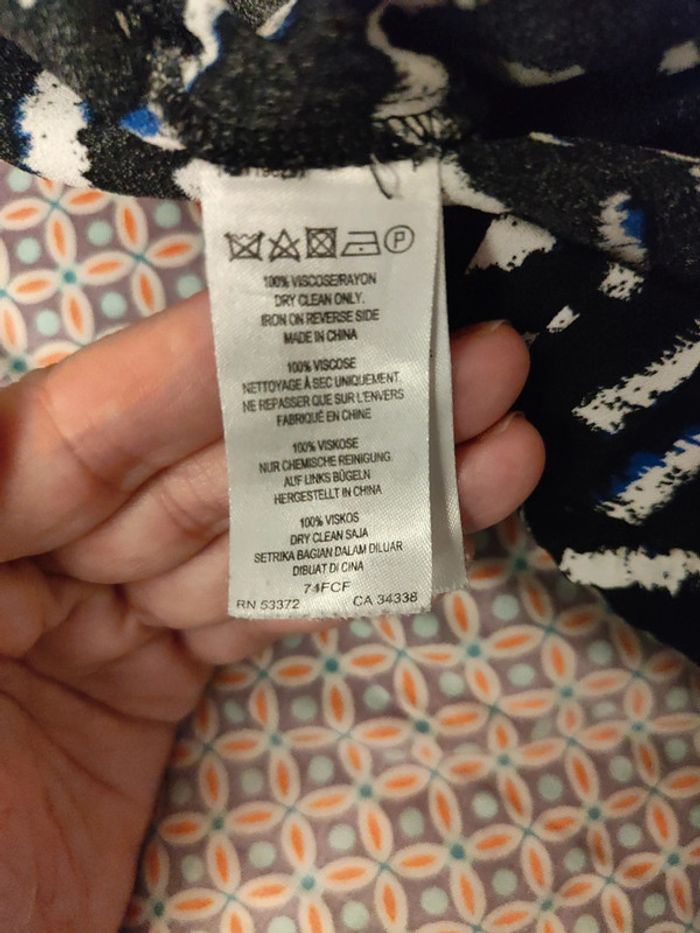 P
100% VISCOSE/RAYON
DRY CLEAN ONLY.
IRON ON REVERSE SIDE
MADE IN CHINA
100% VISCOSE
NETTOYAGE À SEC UNIQUEMENT.
NE REPASSER QUE SUR L'ENVERS
FABRIQUÉ EN CHINE
100% VISKOSE
NUR CHEMISCHE REINIGUNG.
AUF LINKS BÜGELN
HERGESTELLT IN CHINA
100% VISKOS
DRY CLEAN SAJA
SETRIKA BAGIAN DALAM DILUAR
DIBUAT DI CINA
71FCF
RN 53372 CA 34338